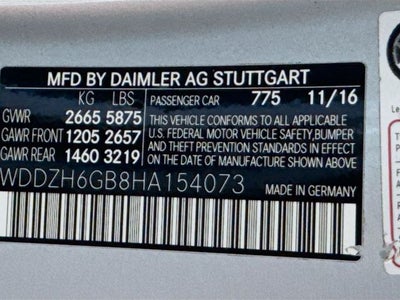 MFD BY DAIMLER AG STUTTGART
KG LBS PASSENGER CAR 775 11/16
GVWR 2665 5875
GAWR FRONT 1205 2657
GAWR REAR 1460 3219
THIS VEHICLE CONFORMS TO ALL APPLICABLE
U.S. FEDERAL MOTOR VEHICLE SAFETY, BUMPER
AND THEFT PREVENTION STANDARDS IN EFFECT
ON THE DATE OF MANUFACTURE SHOWN ABOVE.
WDDZH6GB8HA154073
MADE IN GERMANY